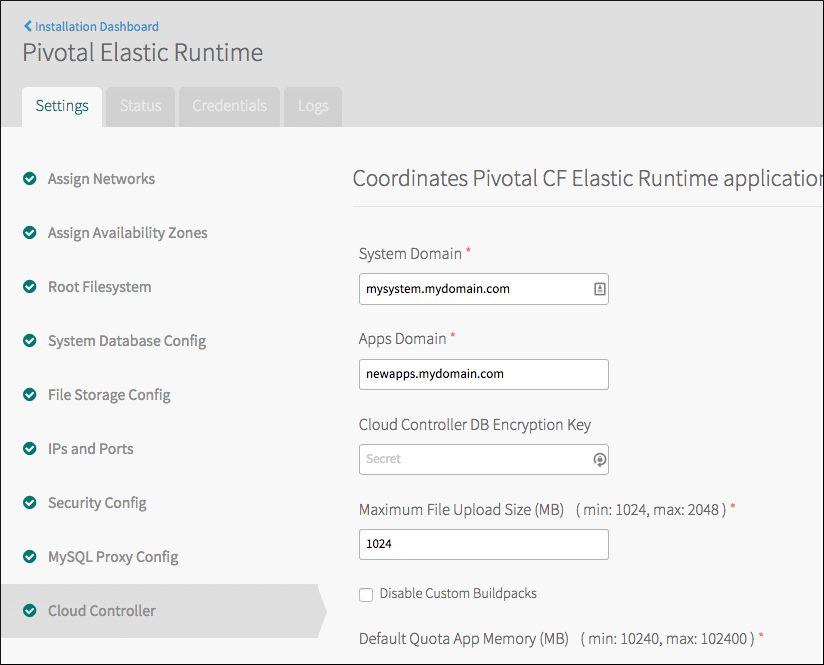 Installation Dashboard
Pivotal Elastic Runtime
Settings Status Credentials Logs
Assign Networks
Assign Availability Zones
Root Filesystem
System Database Config
File Storage Config
IPs and Ports
Security Config
MySQL Proxy Config
Cloud Controller
Coordinates Pivotal CF Elastic Runtime application
System Domain *
mysystem.mydomain.com
Apps Domain *
newapps.mydomain.com
Cloud Controller DB Encryption Key
Secret
Maximum File Upload Size (MB) ( min: 1024, max: 2048 ) *
1024
Disable Custom Buildpacks
Default Quota App Memory (MB) ( min: 10240, max: 102400 ) *